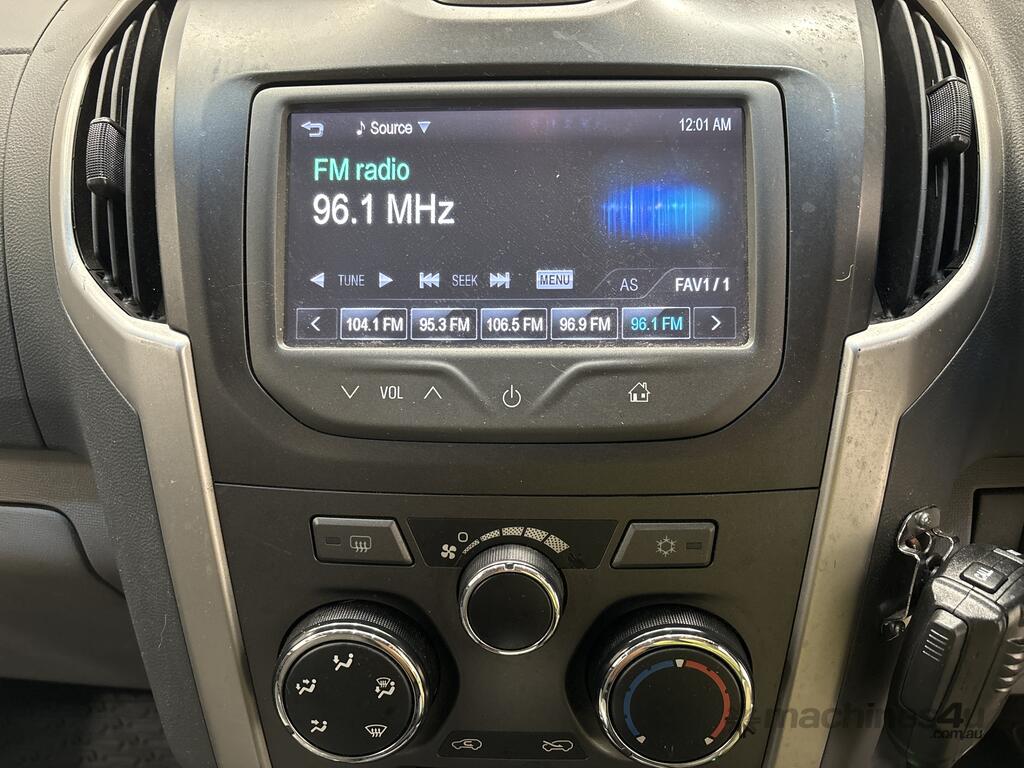 Source 12:01 AM
FM radio
96.1 MHz
TUNE SEEK MENU AS FAV1/1
104.1 FM 95.3 FM 106.5 FM 96.9 FM 96.1 FM
VOL
machines4u
.com.au